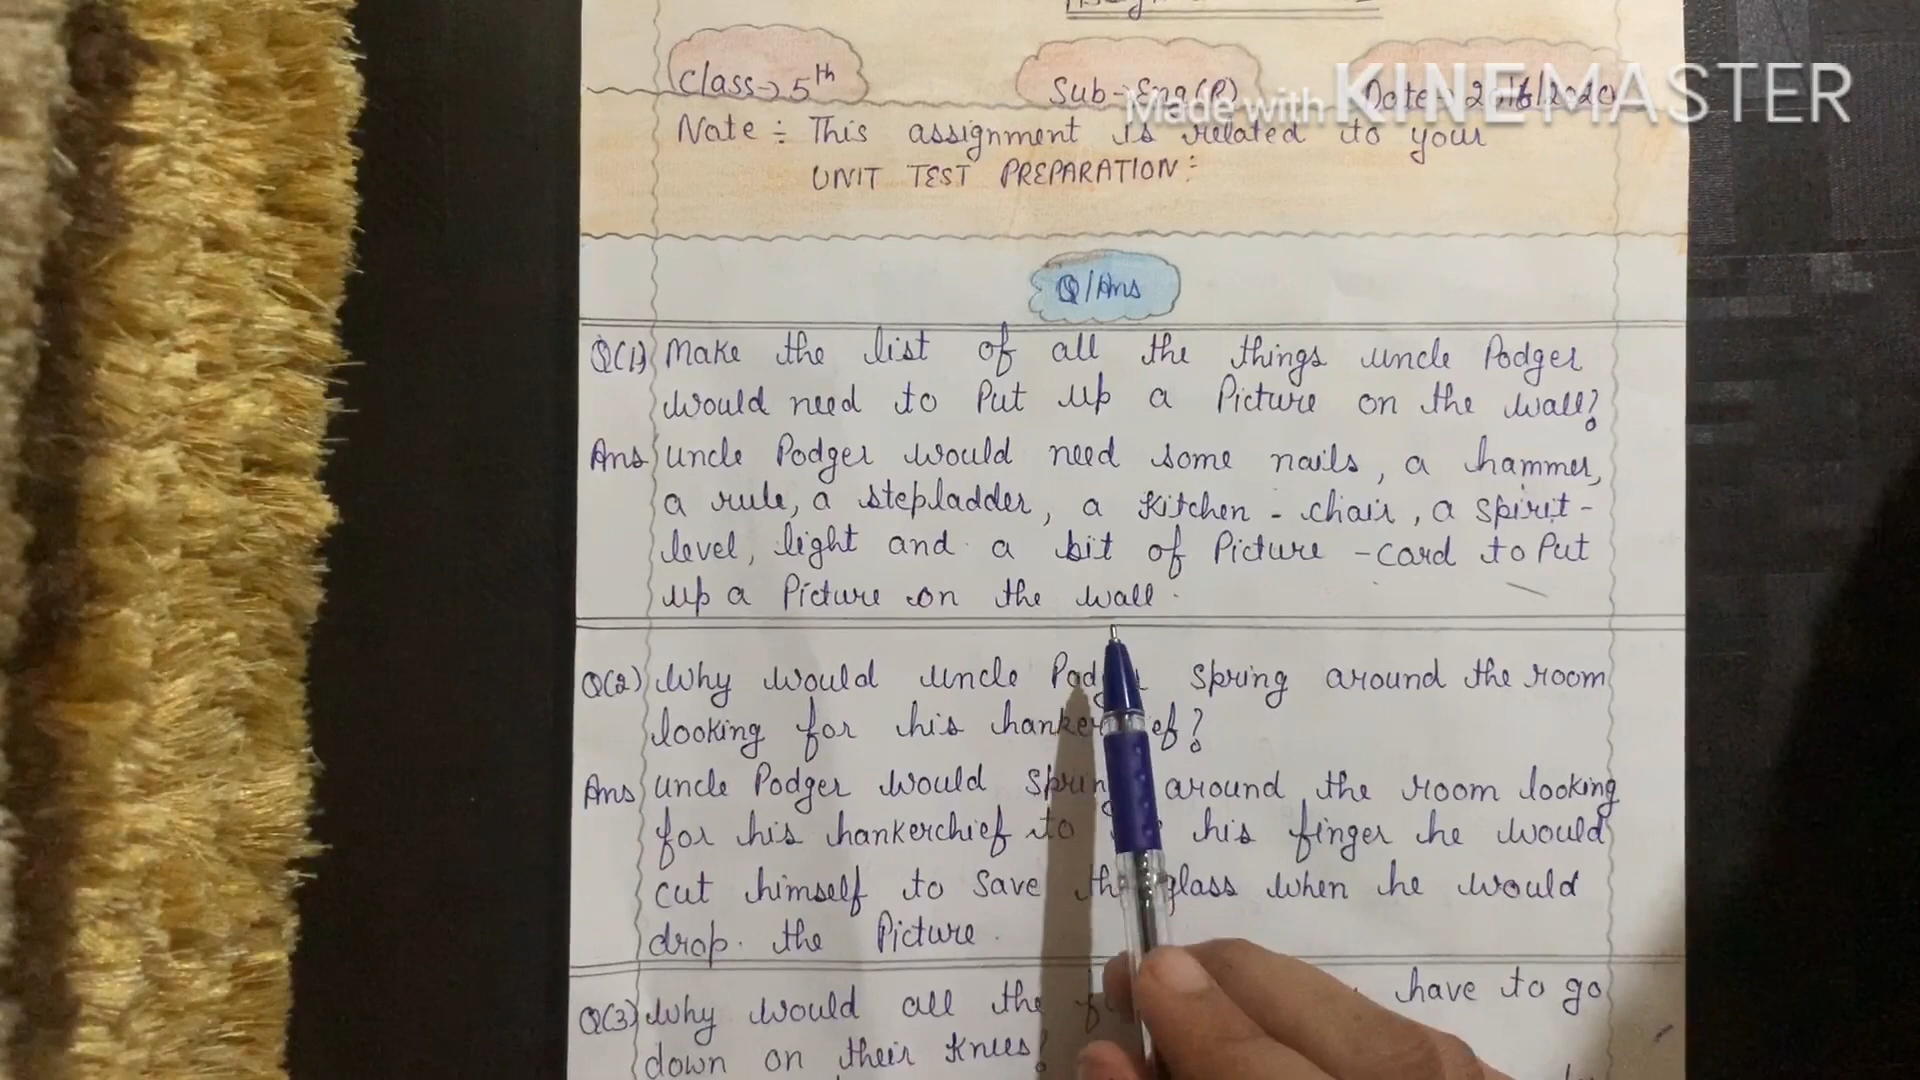 Class → 5th
Sub → Eng(R)
Made with KINEMASTER
Date →
Note :- This assignment is related to your
UNIT TEST PREPARATION :-
Q/Ans
Q(1) Make the list of all the things uncle Podger
would need to Put up a Picture on the wall?
Ans uncle Podger would need some nails, a hammer,
a rule, a stepladder, a kitchen - chair, a spirit -
level, light and a bit of Picture - card to Put
up a Picture on the wall.
Q(2) Why would uncle spring around the room
looking for his ?
Ans uncle Podger would around the room looking
for his hankerchief to his finger he would
cut himself to save glass when he would
drop. the Picture.
Q(3) Why would all the have to go
down on their knees?